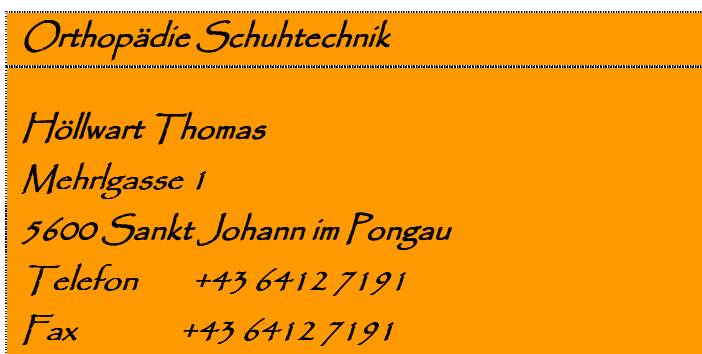 Orthopädie Schuhtechnik
Höllwart Thomas
Mehrlgasse 1
5600 Sankt Johann im Pongau
Telefon +43 6412 7191
Fax +43 6412 7191